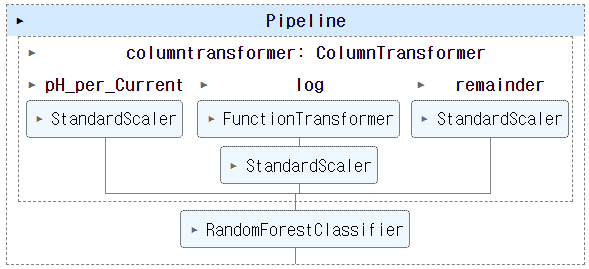 Pipeline
columntransformer: ColumnTransformer
pH_per_Current
log
remainder
StandardScaler
FunctionTransformer
StandardScaler
StandardScaler
RandomForestClassifier